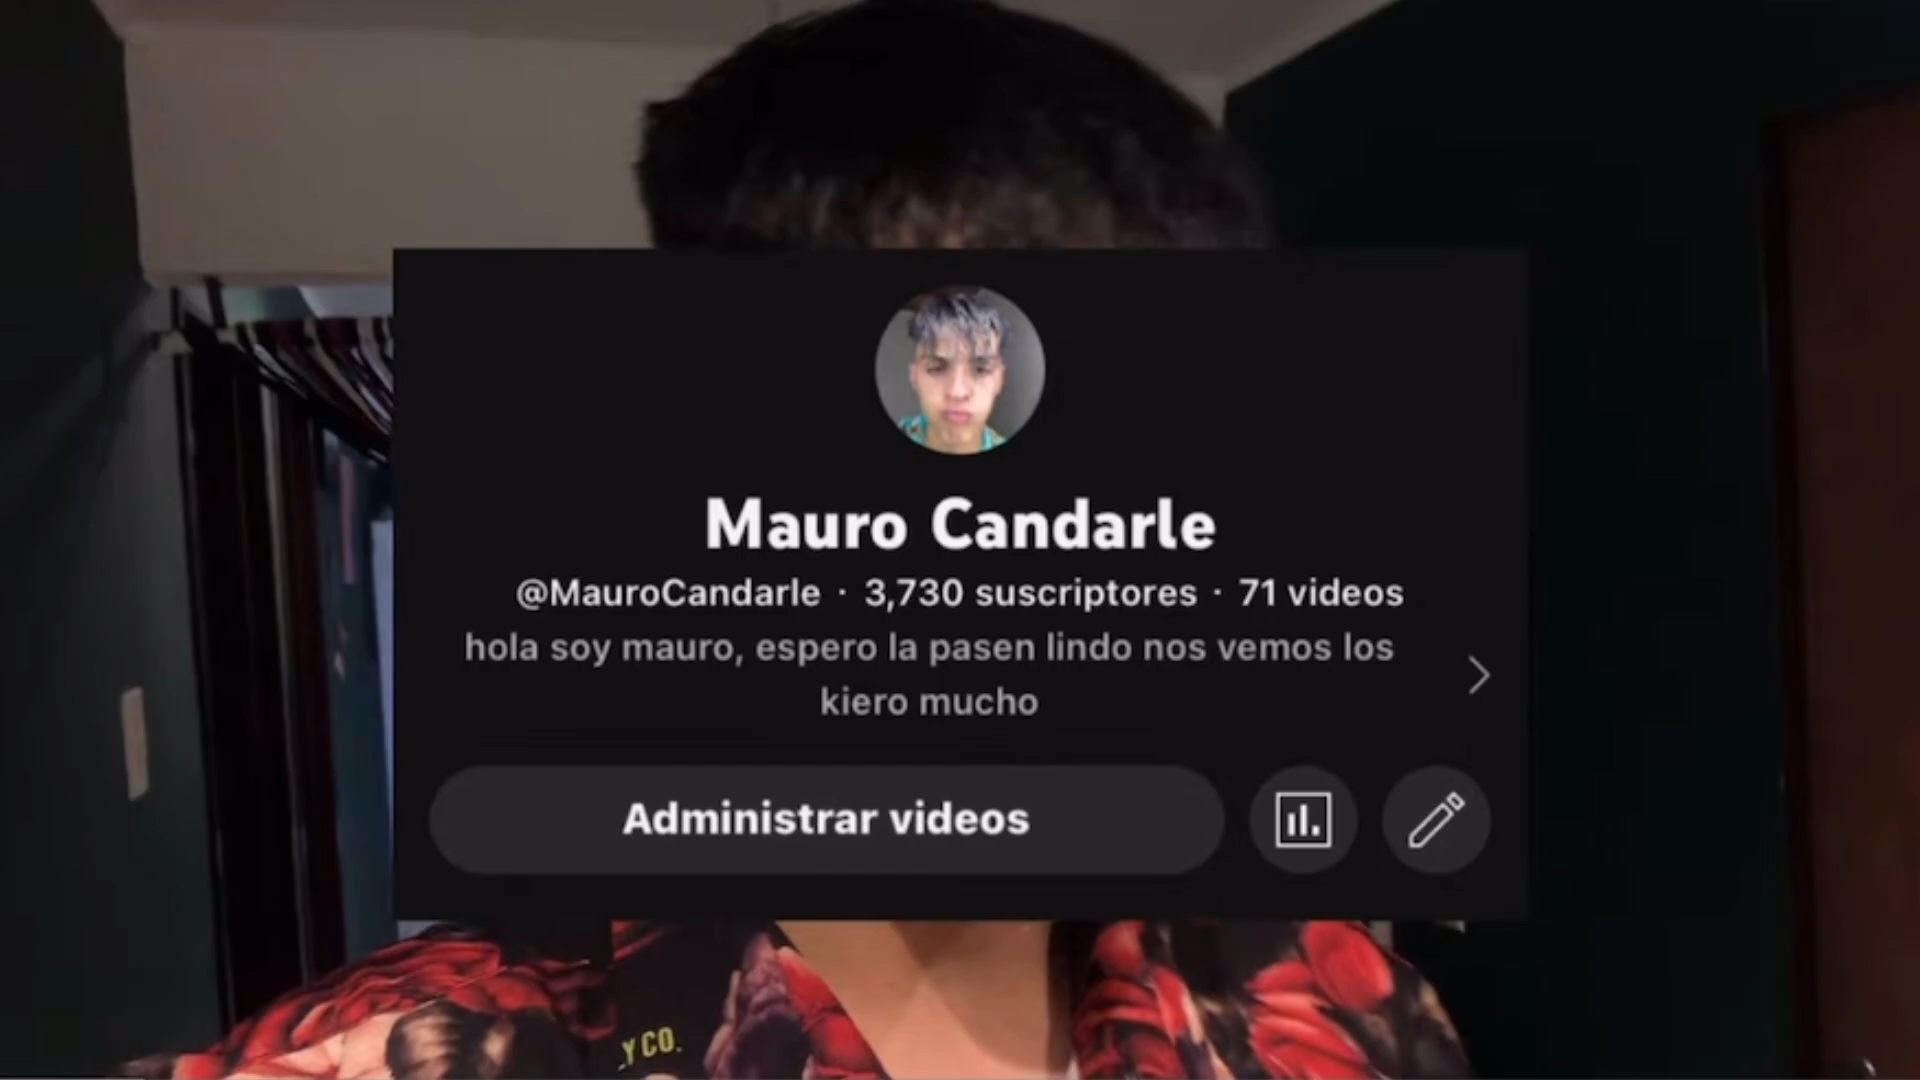 Mauro Candarle
@MauroCandarle · 3,730 suscriptores · 71 videos
hola soy mauro, espero la pasen lindo nos vemos los
kiero mucho
Administrar videos
Y CO.